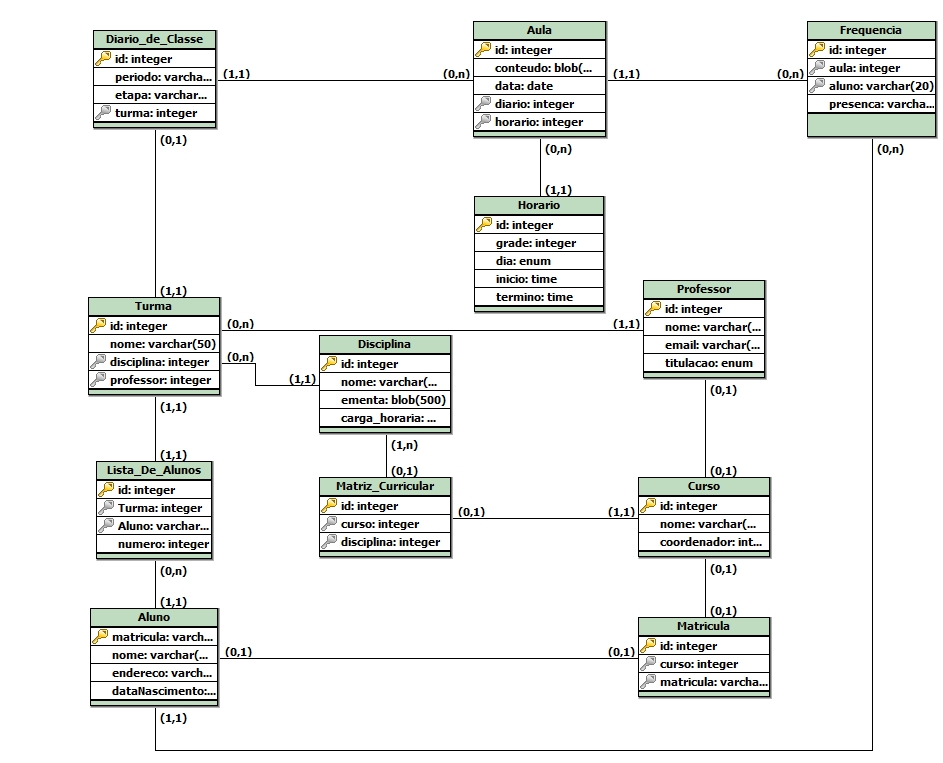 Diario_de_Classe
id: integer
periodo: varcha...
etapa: varchar...
turma: integer
(1,1)
(0,n)
(0,1)
Aula
id: integer
conteudo: blob(...
data: date
diario: integer
horario: integer
(1,1)
(0,n)
(0,n)
Frequencia
id: integer
aula: integer
aluno: varchar(20)
presenca: varcha...
(0,n)
(1,1)
Horario
id: integer
grade: integer
dia: enum
inicio: time
termino: time
(1,1)
Turma
id: integer
nome: varchar(50)
disciplina: integer
professor: integer
(0,n)
(0,n)
(1,1)
(1,1)
(1,1)
Professor
id: integer
nome: varchar(...
email: varchar(...
titulacao: enum
(0,1)
Disciplina
id: integer
nome: varchar(...
ementa: blob(500)
carga_horaria: ...
(1,n)
(1,1)
Lista_De_Alunos
id: integer
Turma: integer
Aluno: varchar...
numero: integer
(0,n)
(0,1)
Matriz_Curricular
id: integer
curso: integer
disciplina: integer
(0,1)
(1,1)
(0,1)
Curso
id: integer
nome: varchar(...
coordenador: int...
(0,1)
(1,1)
Aluno
matricula: varch...
nome: varchar(...
endereco: varch...
dataNascimento:...
(0,1)
(0,1)
(1,1)
(0,1)
Matricula
id: integer
curso: integer
matricula: varcha...